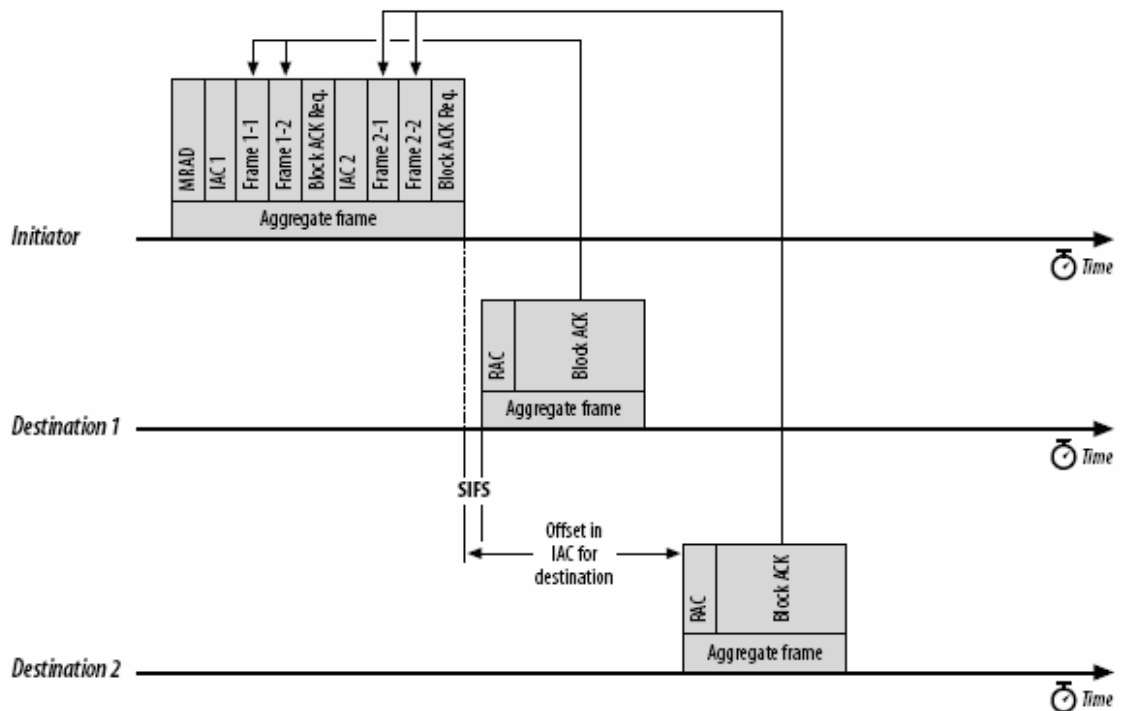 MRAD
IAC 1
Frame 1-1
Frame 1-2
Block ACK Req.
IAC 2
Frame 2-1
Frame 2-2
Block ACK Req.
Aggregate frame
Initiator
Time
RAC
Block ACK
Aggregate frame
Destination 1
Time
SIFS
Offset in
IAC for
destination
RAC
Block ACK
Aggregate frame
Destination 2
Time